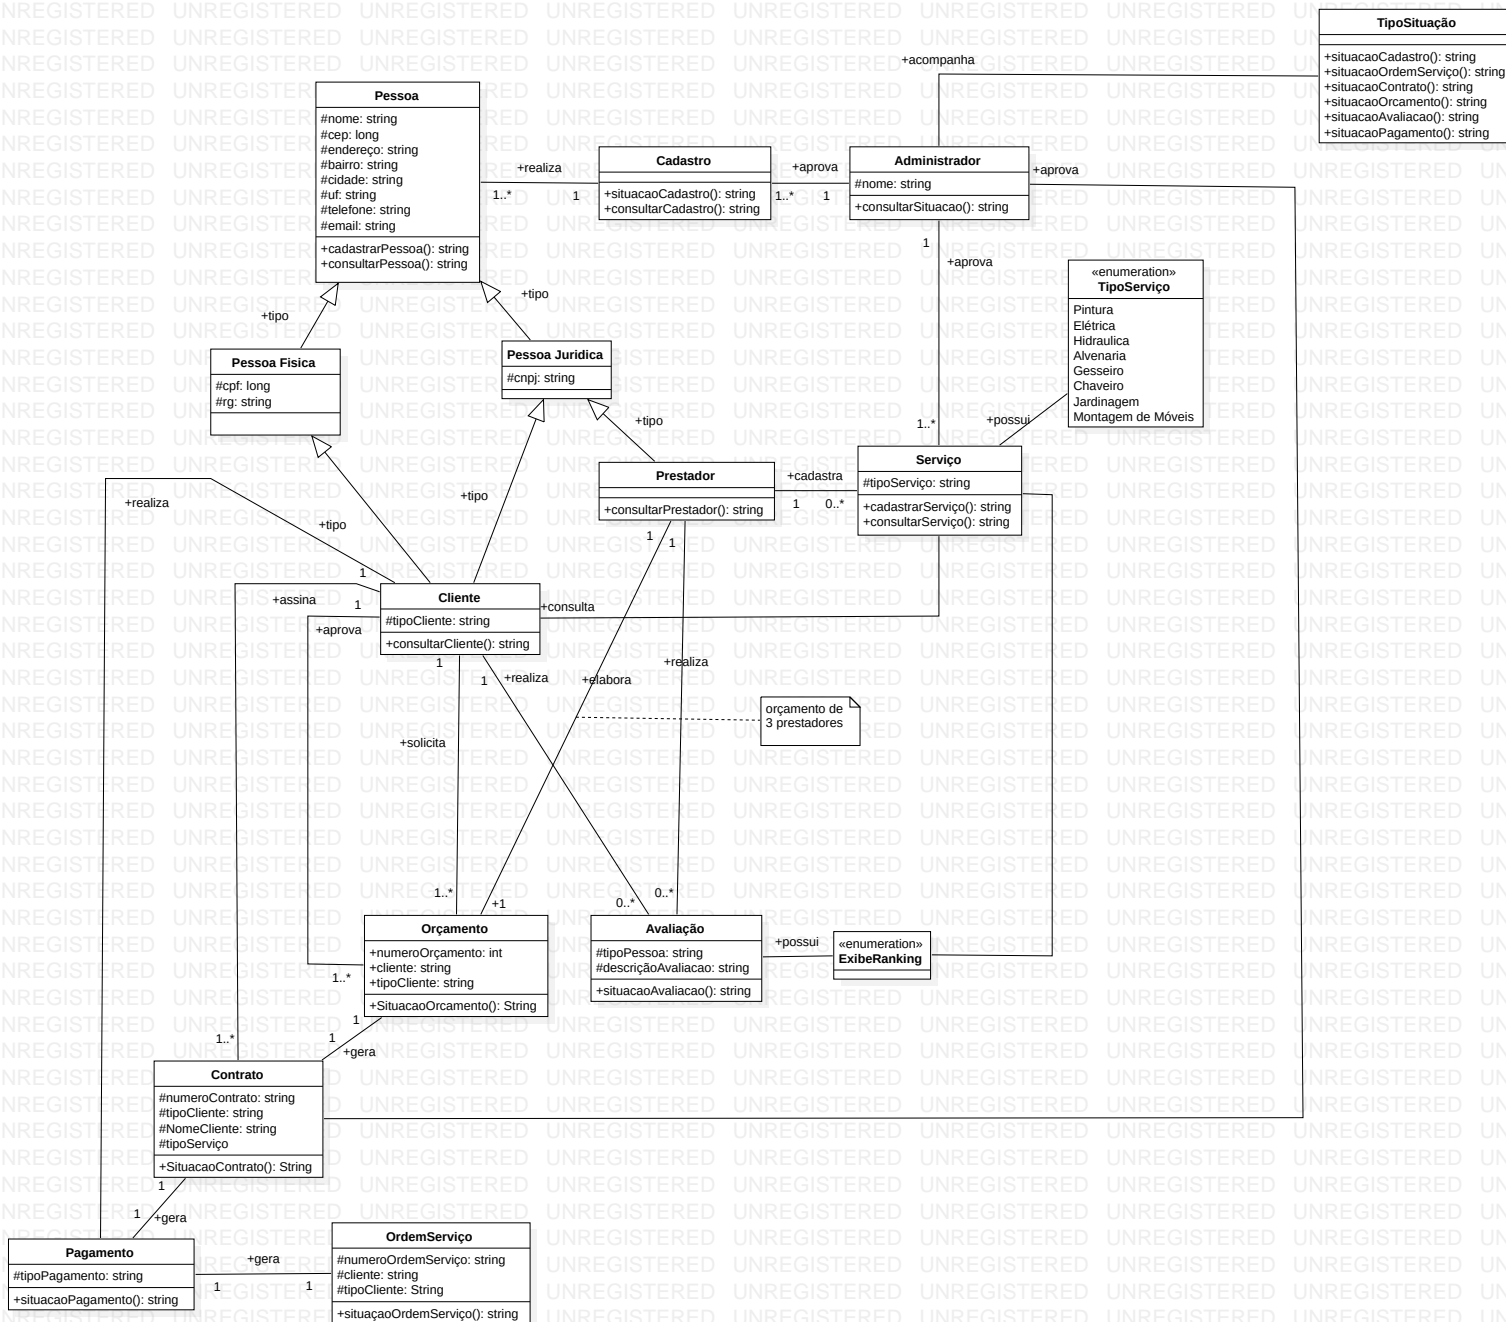 TipoSituação
+situacaoCadastro(): string
+situacaoOrdemServiço(): string
+situacaoContrato(): string
+situacaoOrcamento(): string
+situacaoAvaliacao(): string
+situacaoPagamento(): string
+acompanha
Pessoa
#nome: string
#cep: long
#endereço: string
#bairro: string
#cidade: string
#uf: string
#telefone: string
#email: string
+cadastrarPessoa(): string
+consultarPessoa(): string
+realiza
1..*
1
Cadastro
+situacaoCadastro(): string
+consultarCadastro(): string
+aprova
1..*
1
Administrador
#nome: string
+consultarSituacao(): string
+aprova
1
+aprova
«enumeration»
TipoServiço
Pintura
Elétrica
Hidraulica
Alvenaria
Gesseiro
Chaveiro
Jardinagem
Montagem de Móveis
+tipo
+tipo
Pessoa Fisica
#cpf: long
#rg: string
Pessoa Juridica
#cnpj: string
+tipo
+possui
1..*
Prestador
+consultarPrestador(): string
+cadastra
1
0..*
Serviço
#tipoServiço: string
+cadastrarServiço(): string
+consultarServiço(): string
+realiza
+tipo
+tipo
1
1
1
+assina
1
+aprova
Cliente
#tipoCliente: string
+consultarCliente(): string
+consulta
1
1
+realiza
+elabora
+realiza
orçamento de
3 prestadores
+solicita
1..*
+1
0..*
0..*
Orçamento
+numeroOrçamento: int
+cliente: string
+tipoCliente: string
+SituacaoOrcamento(): String
1..*
Avaliação
#tipoPessoa: string
#descriçãoAvaliacao: string
+situacaoAvaliacao(): string
+possui
«enumeration»
ExibeRanking
1
1
+gera
1..*
Contrato
#numeroContrato: string
#tipoCliente: string
#NomeCliente: string
#tipoServiço
+SituacaoContrato(): String
1
1
+gera
Pagamento
#tipoPagamento: string
+situacaoPagamento(): string
+gera
1
1
OrdemServiço
#numeroOrdemServiço: string
#cliente: string
#tipoCliente: String
+situaçaoOrdemServiço(): string
UNREGISTERED